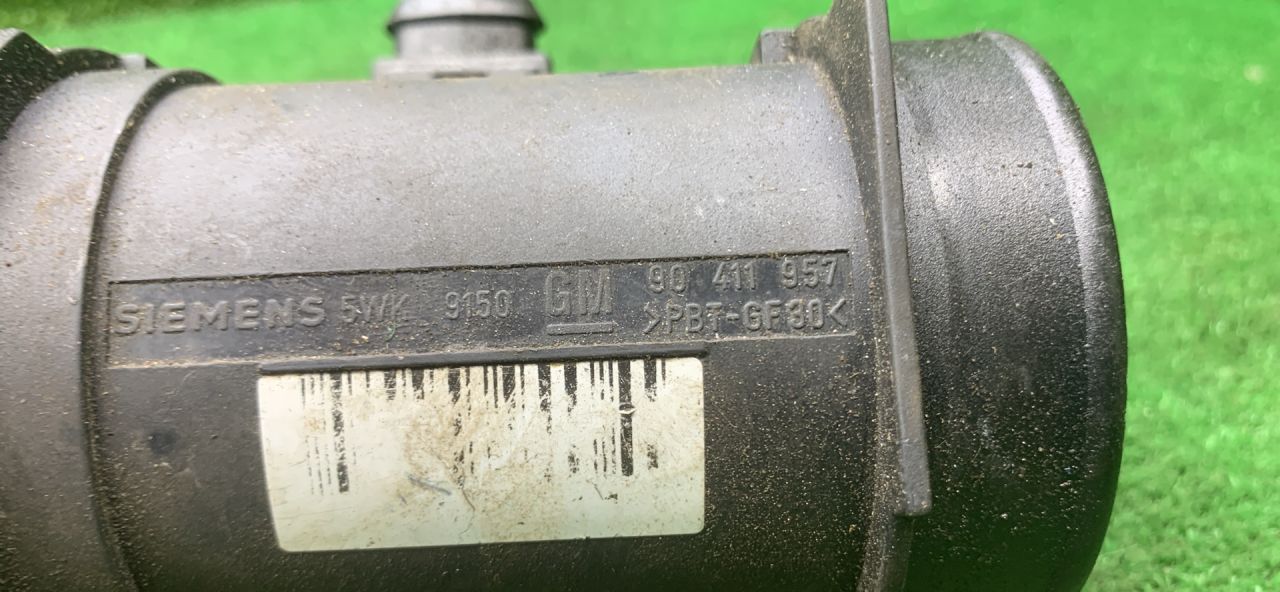 SIEMENS 5WK 9150 GM 90 411 957
>PBT-GF30<